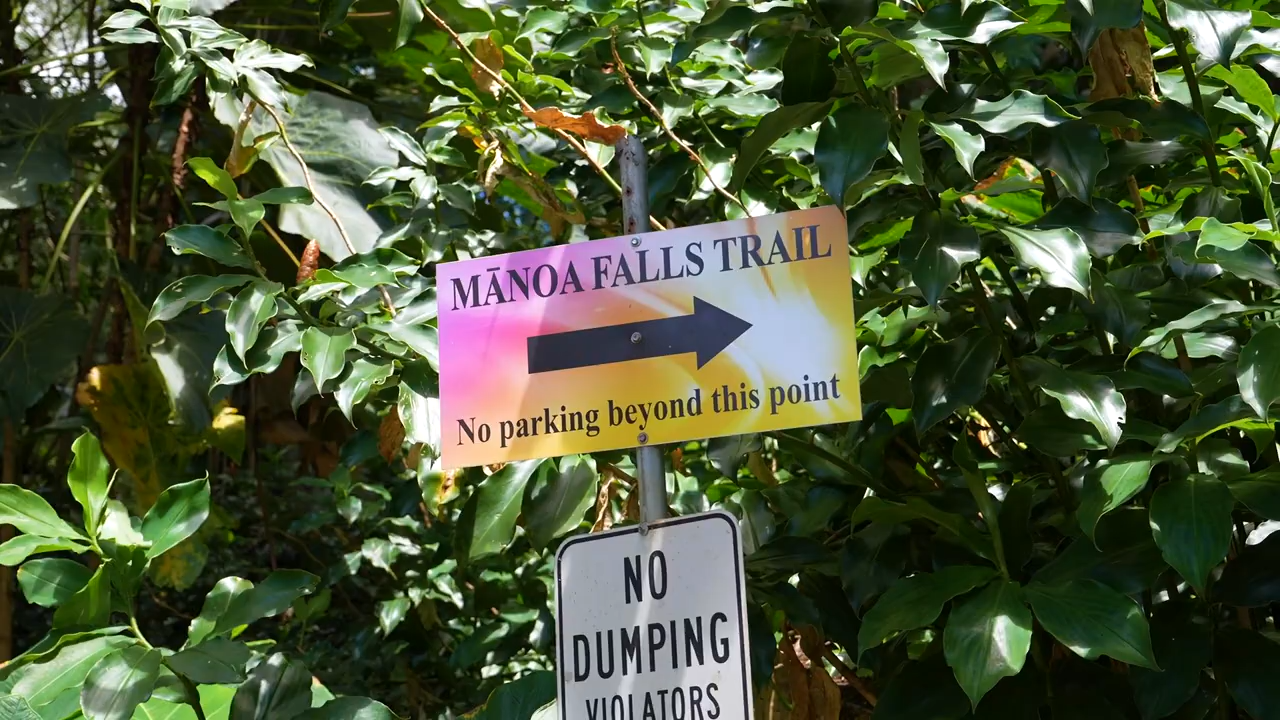 MĀNOA FALLS TRAIL
No parking beyond this point
NO
DUMPING
VIOLATORS